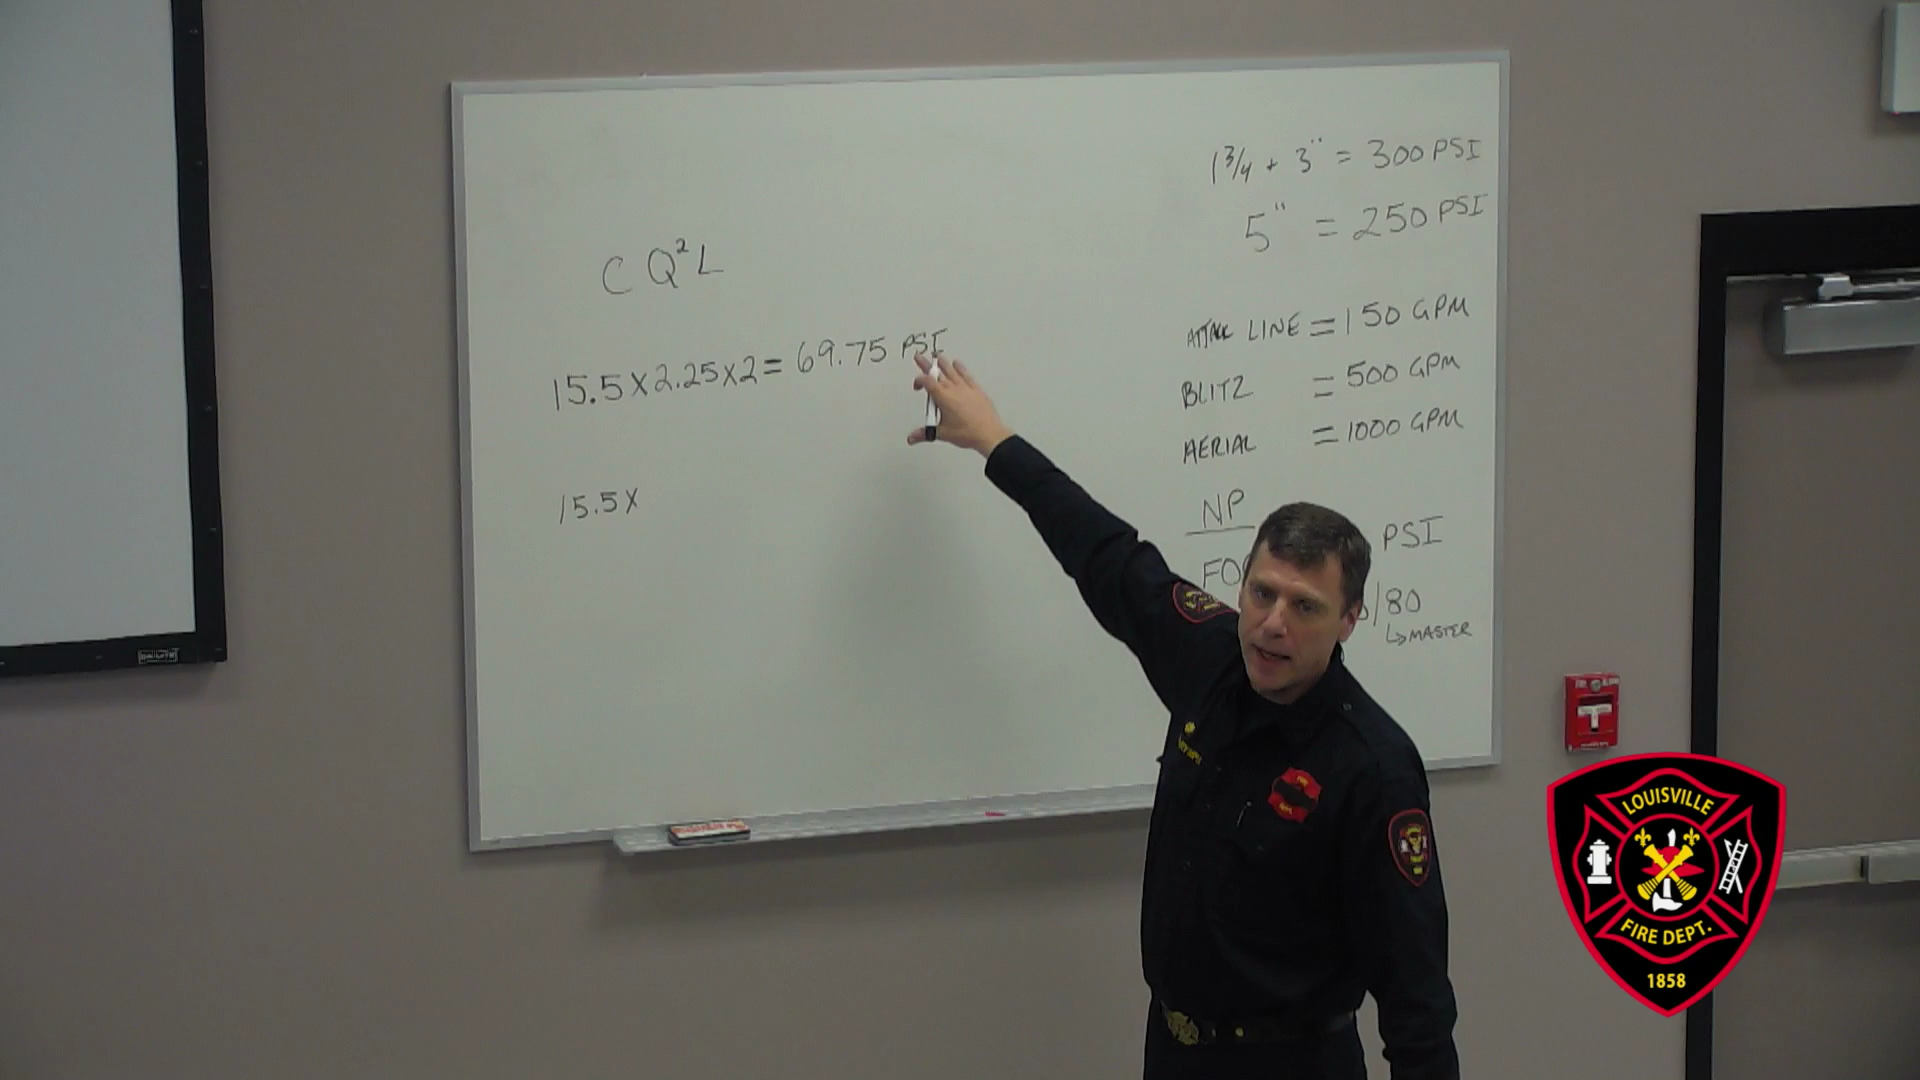 CQ²L
15.5 x 2.25 x 2 = 69.75 PSI
15.5 x
1 3/4 + 3" = 300 PSI
5" = 250 PSI
ATTACK LINE = 150 GPM
BLITZ = 500 GPM
AERIAL = 1000 GPM
NP
PSI
/80
↳ MASTER
LOUISVILLE
FIRE DEPT.
1858